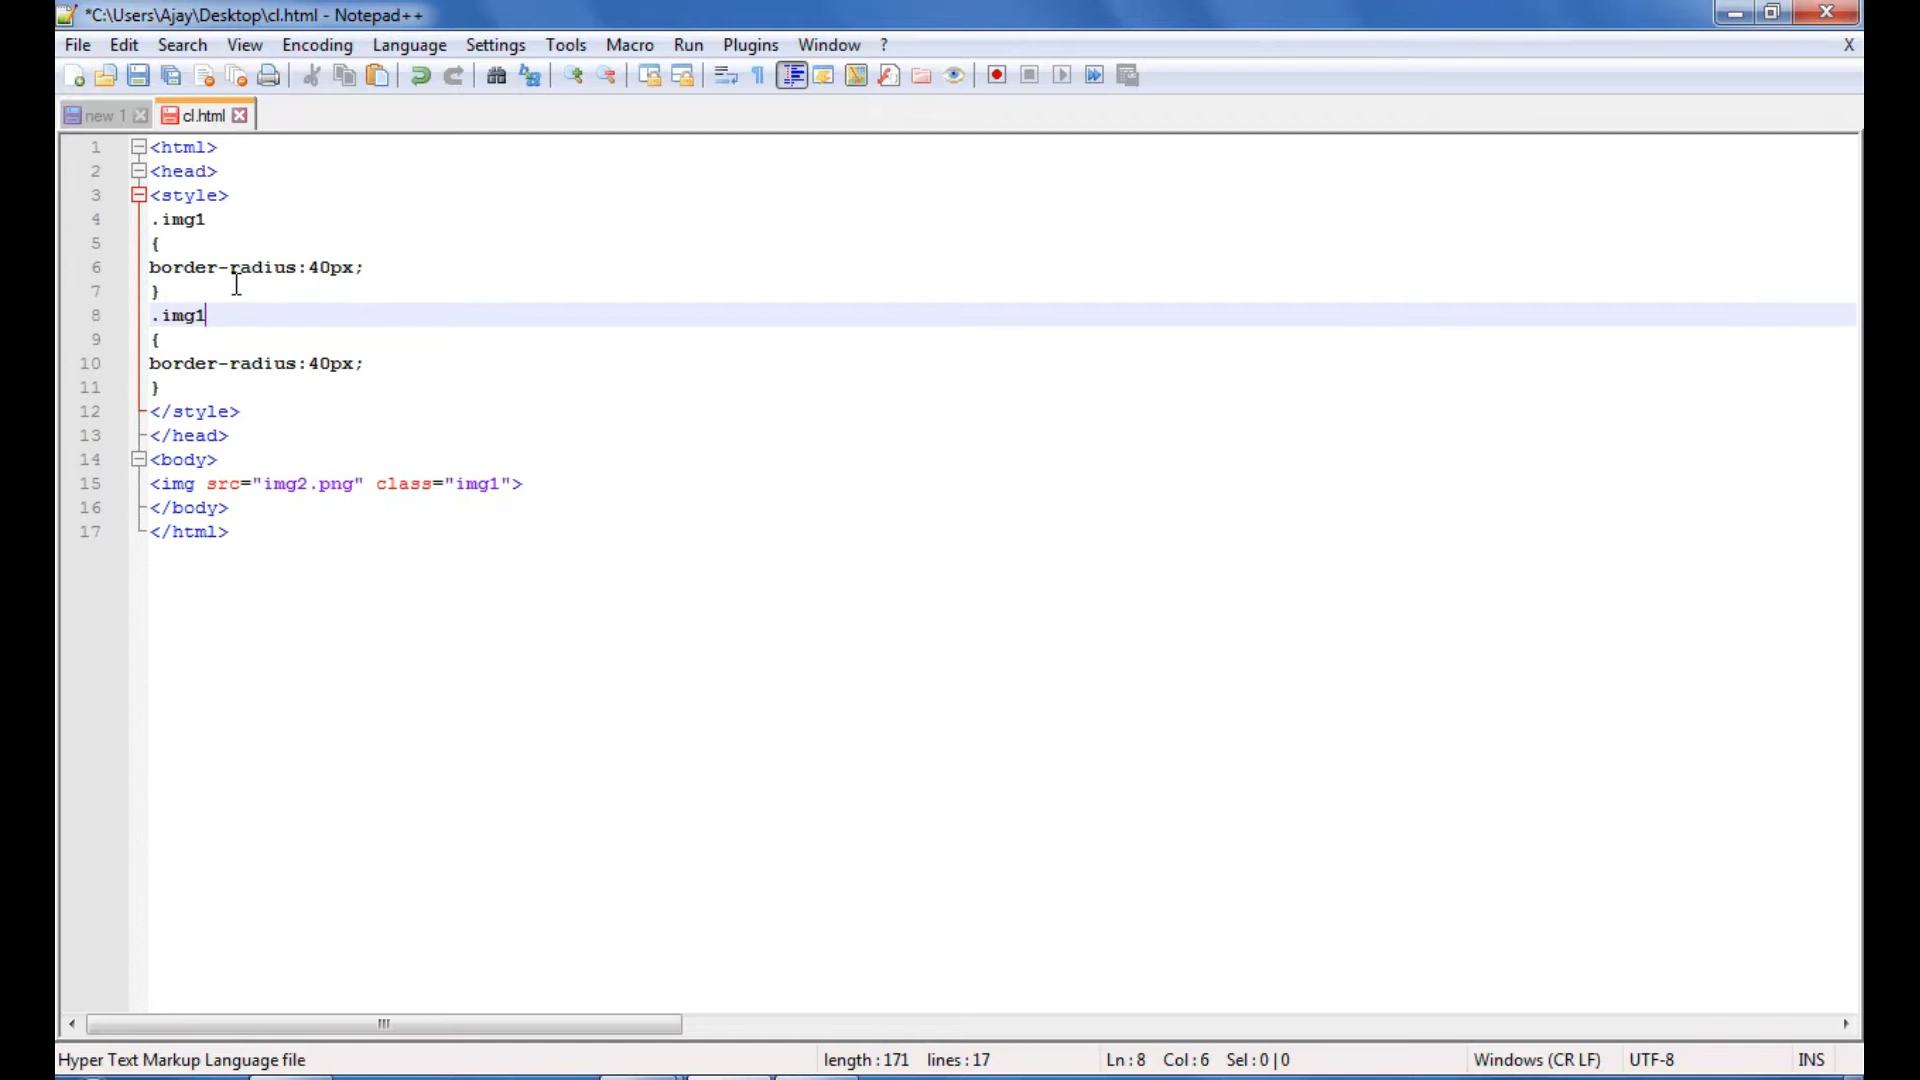 *C:\Users\Ajay\Desktop\cl.html - Notepad++
File Edit Search View Encoding Language Settings Tools Macro Run Plugins Window ? X
new 1 cl.html
1 <html>
2 <head>
3 <style>
4 .img1
5 {
6 border-radius:40px;
7 }
8 .img1
9 {
10 border-radius:40px;
11 }
12 </style>
13 </head>
14 <body>
15 <img src="img2.png" class="img1">
16 </body>
17 </html>
Hyper Text Markup Language file length : 171 lines : 17 Ln : 8 Col : 6 Sel : 0 | 0 Windows (CR LF) UTF-8 INS